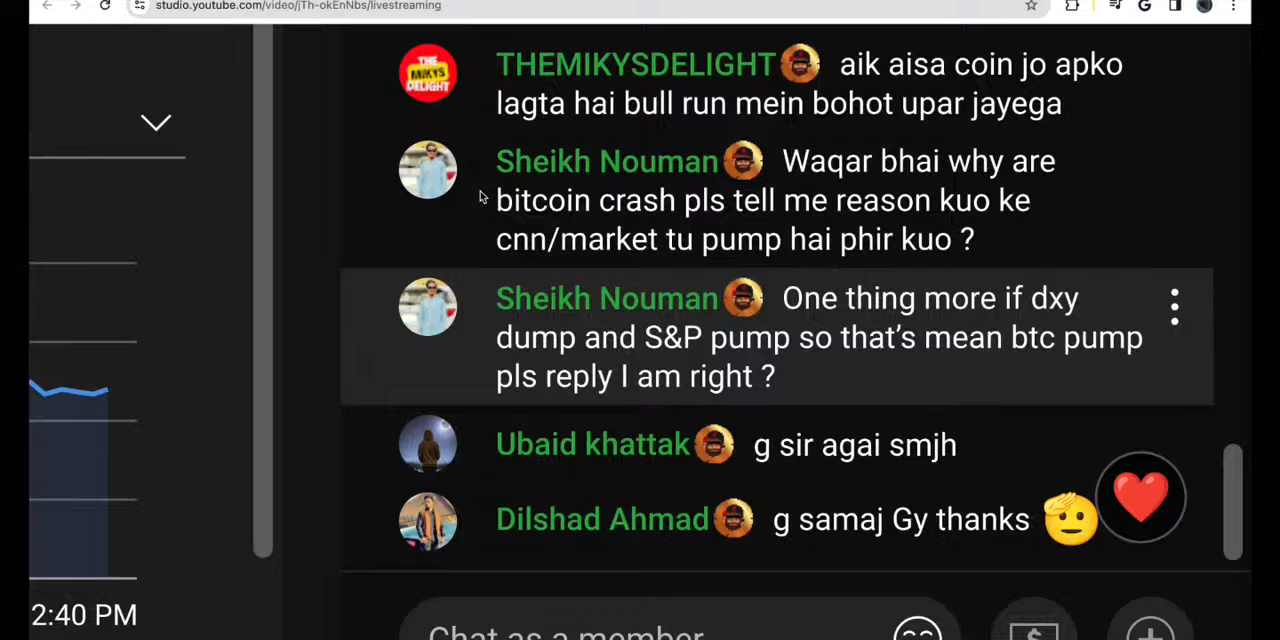 studio.youtube.com/video/jTh-okEnNbs/livestreaming
THE MIKYS DELIGHT
THEMIKYSDELIGHT aik aisa coin jo apko
lagta hai bull run mein bohot upar jayega
Sheikh Nouman Waqar bhai why are
bitcoin crash pls tell me reason kuo ke
cnn/market tu pump hai phir kuo ?
Sheikh Nouman One thing more if dxy
dump and S&P pump so that's mean btc pump
pls reply I am right ?
Ubaid khattak g sir agai smjh
Dilshad Ahmad g samaj Gy thanks
2:40 PM
Chat as a member